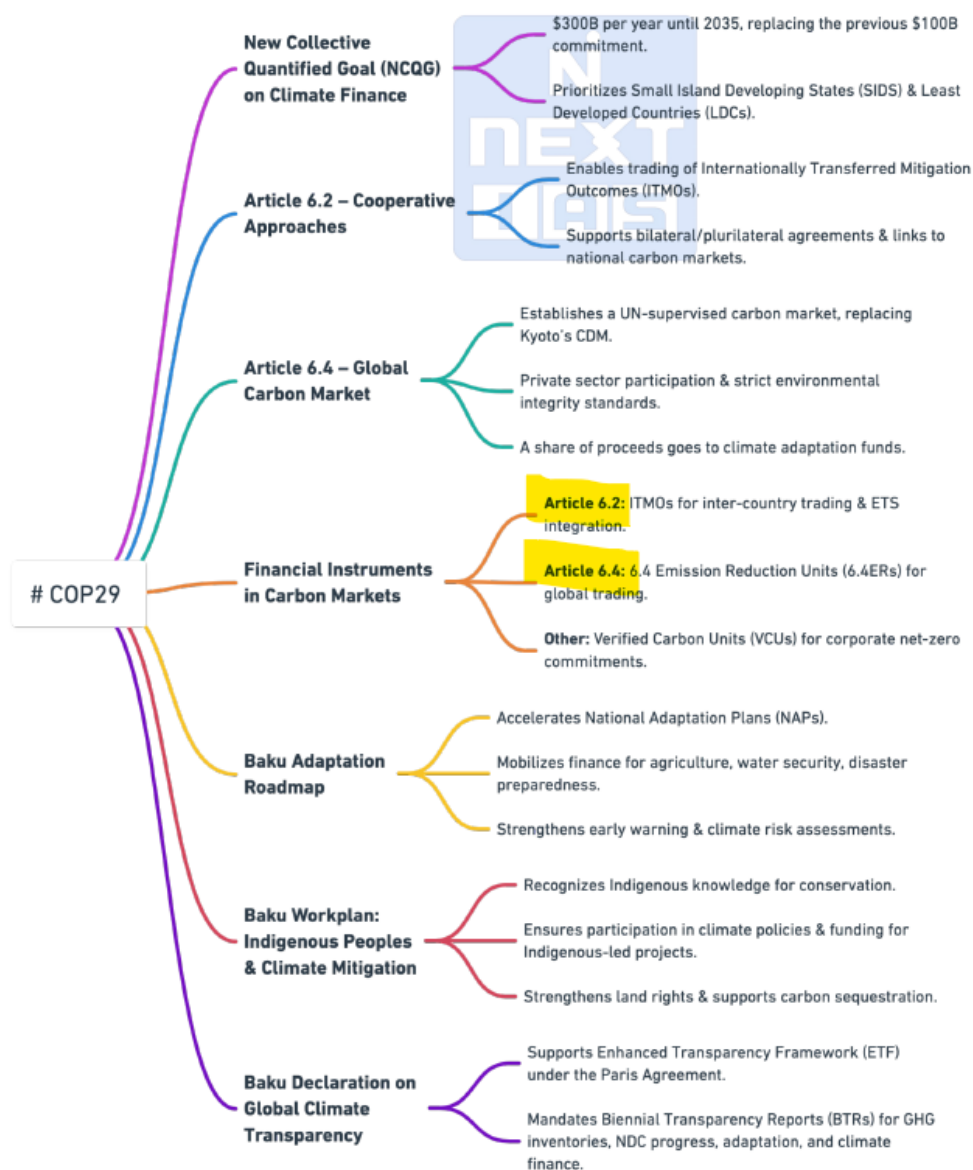 # COP29
New Collective
Quantified Goal (NCQG)
on Climate Finance
$300B per year until 2035, replacing the previous $100B
commitment.
Prioritizes Small Island Developing States (SIDS) & Least
Developed Countries (LDCs).
N
NEXT
IAS
Article 6.2 – Cooperative
Approaches
Enables trading of Internationally Transferred Mitigation
Outcomes (ITMOs).
Supports bilateral/plurilateral agreements & links to
national carbon markets.
Article 6.4 – Global
Carbon Market
Establishes a UN-supervised carbon market, replacing
Kyoto's CDM.
Private sector participation & strict environmental
integrity standards.
A share of proceeds goes to climate adaptation funds.
Financial Instruments
in Carbon Markets
Article 6.2: ITMOs for inter-country trading & ETS
integration.
Article 6.4: 6.4 Emission Reduction Units (6.4ERs) for
global trading.
Other: Verified Carbon Units (VCUs) for corporate net-zero
commitments.
Baku Adaptation
Roadmap
Accelerates National Adaptation Plans (NAPs).
Mobilizes finance for agriculture, water security, disaster
preparedness.
Strengthens early warning & climate risk assessments.
Baku Workplan:
Indigenous Peoples
& Climate Mitigation
Recognizes Indigenous knowledge for conservation.
Ensures participation in climate policies & funding for
Indigenous-led projects.
Strengthens land rights & supports carbon sequestration.
Baku Declaration on
Global Climate
Transparency
Supports Enhanced Transparency Framework (ETF)
under the Paris Agreement.
Mandates Biennial Transparency Reports (BTRs) for GHG
inventories, NDC progress, adaptation, and climate
finance.